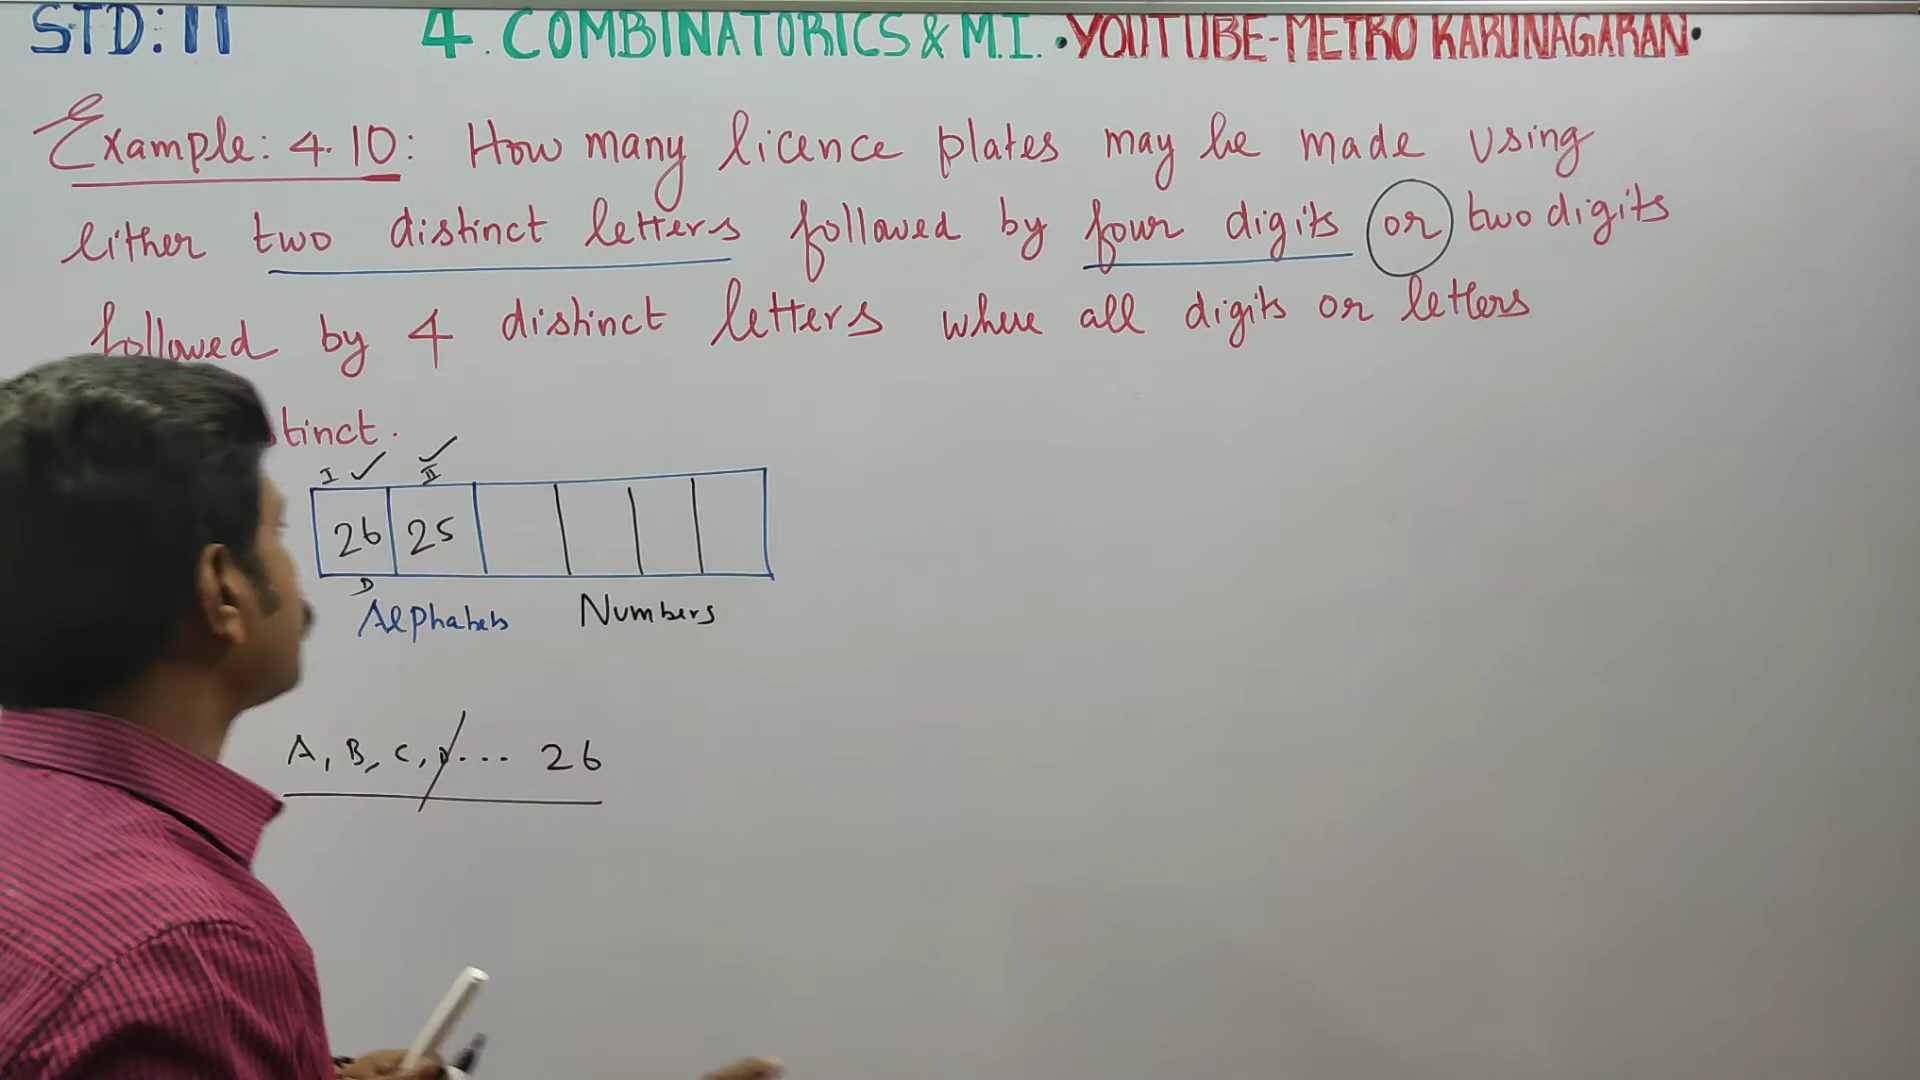 STD: 11 4. COMBINATORICS & M.I. • YOUTUBE-METRO KARUNAGARAN •
Example: 4.10: How many licence plates may be made using
either two distinct letters followed by four digits or two digits
followed by 4 distinct letters where all digits or letters
tinct.
I ✓ II ✓
26 25
D
Alphabets Numbers
A, B, C, D ... 26